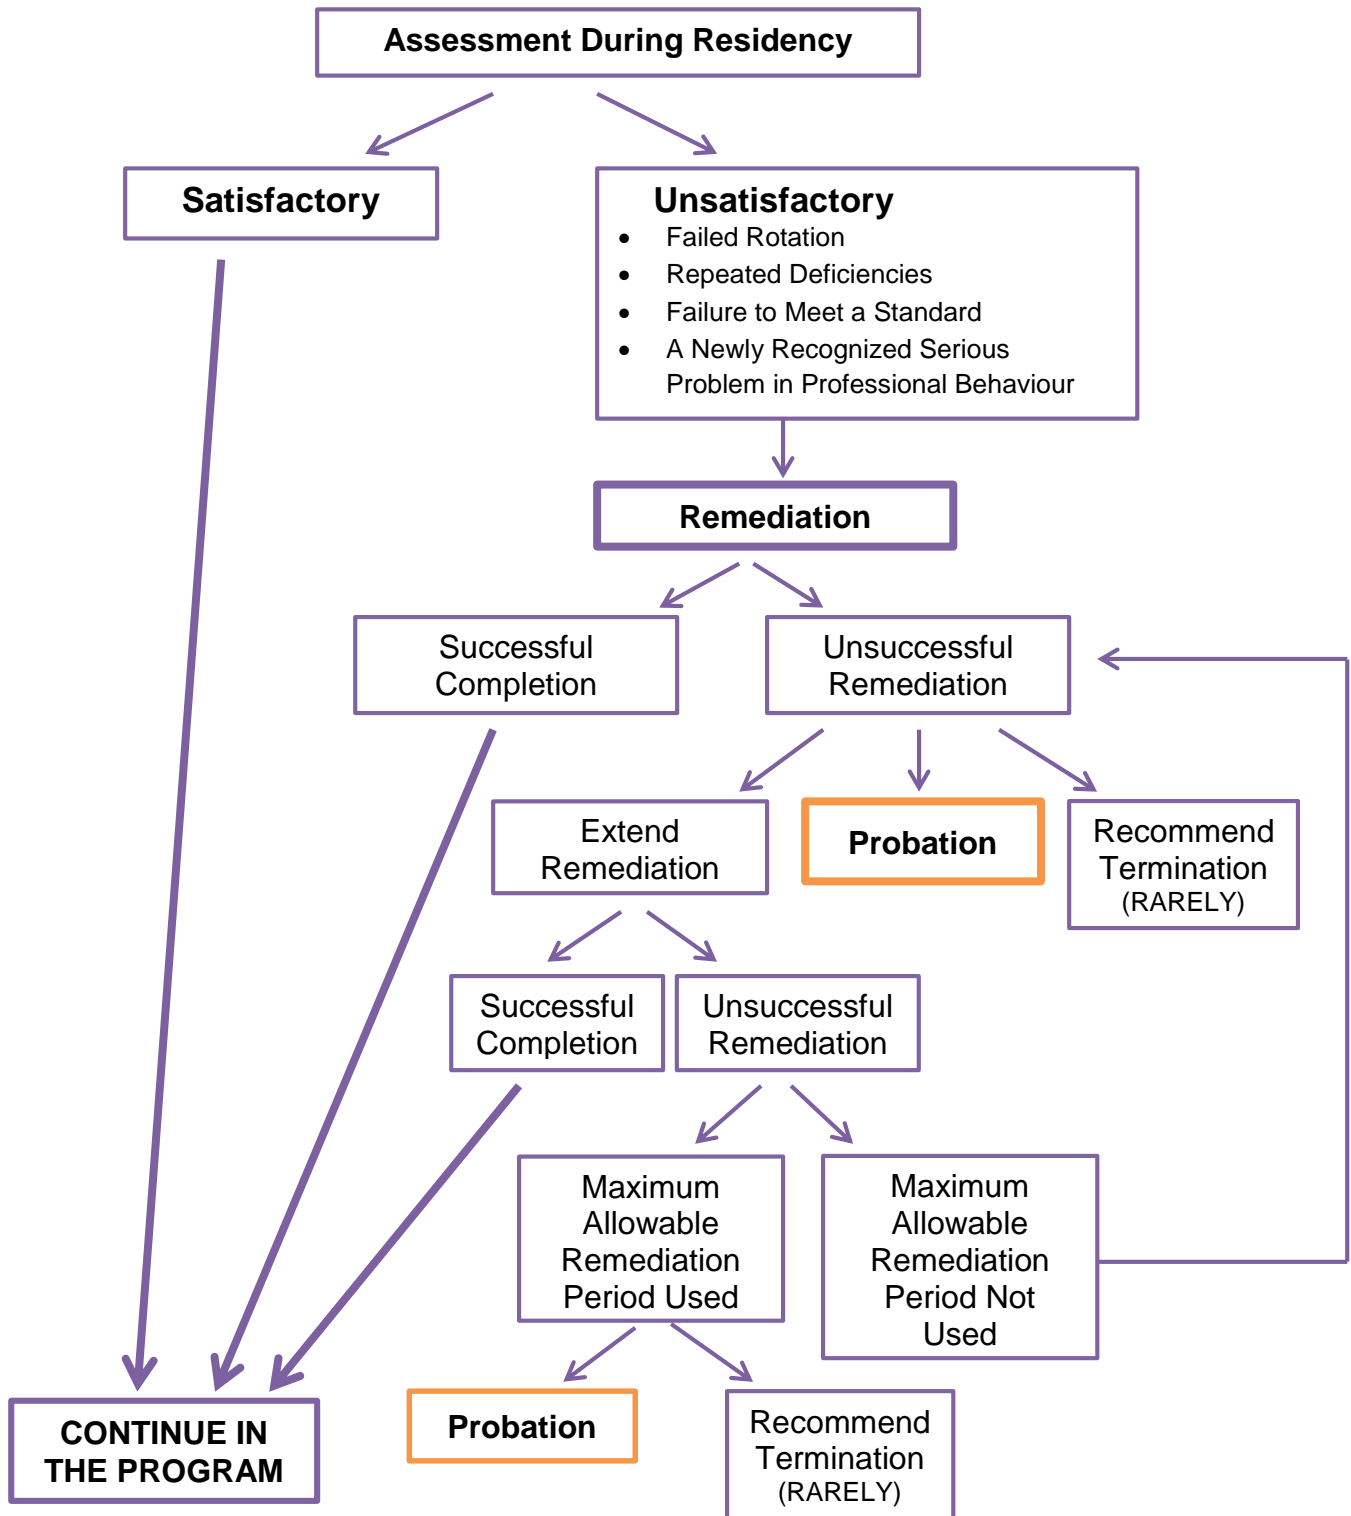 Assessment During Residency
Satisfactory
Unsatisfactory
• Failed Rotation
• Repeated Deficiencies
• Failure to Meet a Standard
• A Newly Recognized Serious
Problem in Professional Behaviour
Remediation
Successful
Completion
Unsuccessful
Remediation
Extend
Remediation
Probation
Recommend
Termination
(RARELY)
Successful
Completion
Unsuccessful
Remediation
Maximum
Allowable
Remediation
Period Used
Maximum
Allowable
Remediation
Period Not
Used
CONTINUE IN
THE PROGRAM
Probation
Recommend
Termination
(RARELY)